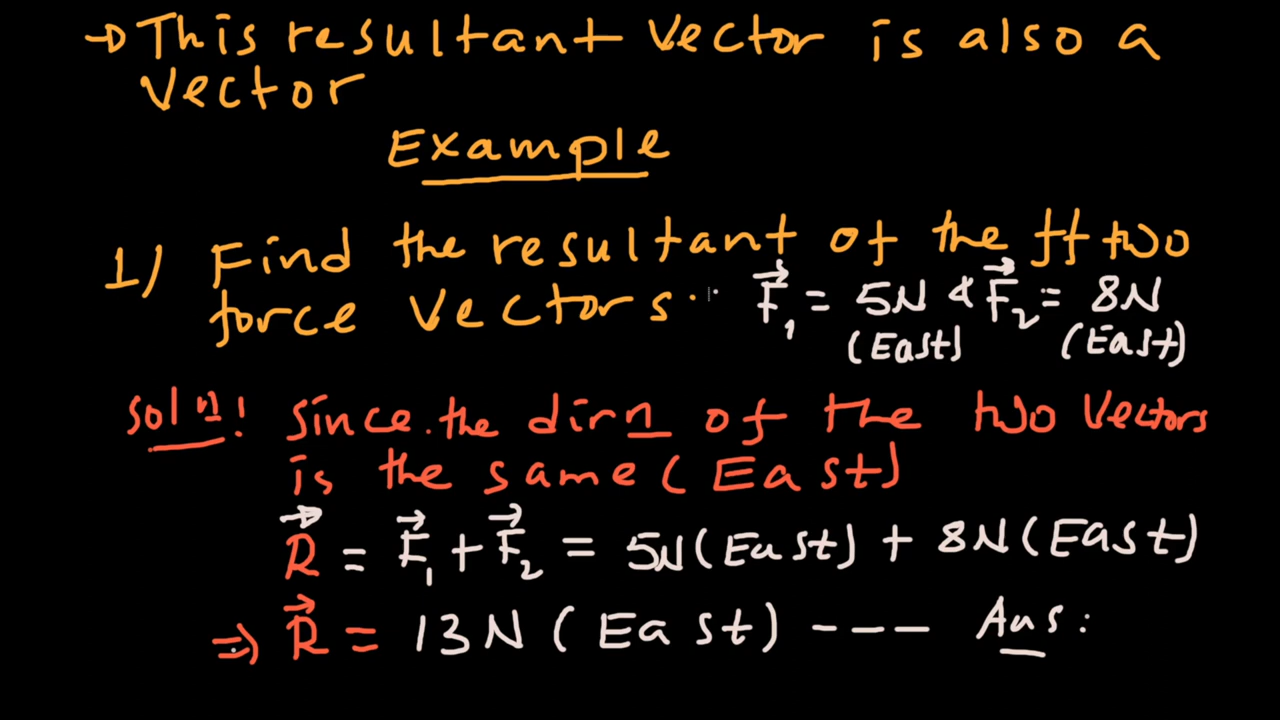 → This resultant vector is also a
vector
Example
1) Find the resultant of the ff two
force vectors. F⃗₁ = 5N & F⃗₂ = 8N
(East) (East)
Soln! Since the dirn of the two vectors
is the same (East)
R⃗ = F⃗₁ + F⃗₂ = 5N (East) + 8N (East)
⇒ R⃗ = 13N (East) --- Ans: